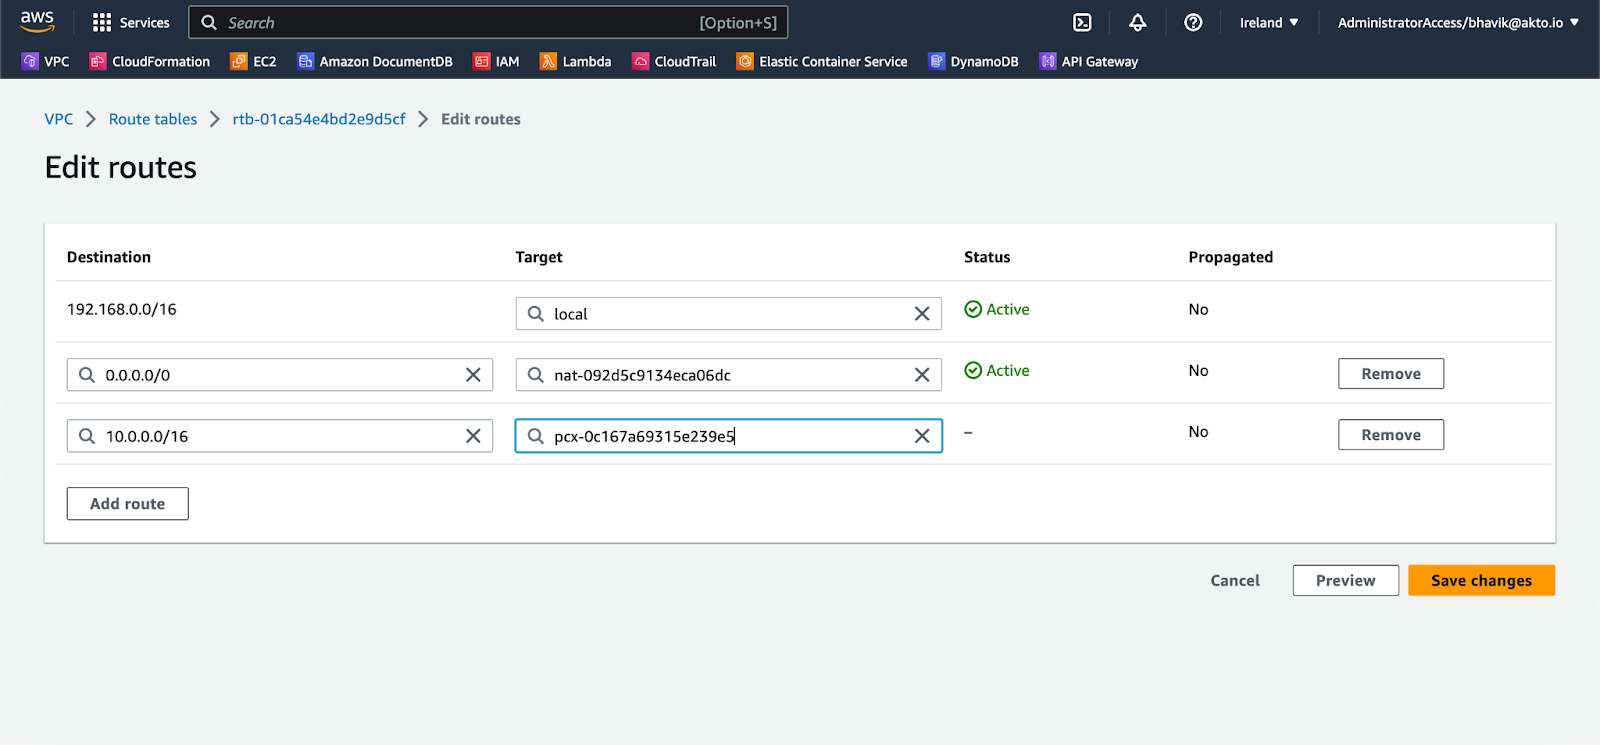 aws Services Search [Option+S] Ireland AdministratorAccess/bhavik@akto.io
VPC CloudFormation EC2 Amazon DocumentDB IAM Lambda CloudTrail Elastic Container Service DynamoDB API Gateway
VPC Route tables rtb-01ca54e4bd2e9d5cf Edit routes
Edit routes
Destination Target Status Propagated
192.168.0.0/16 local Active No
0.0.0.0/0 nat-092d5c9134eca06dc Active No Remove
10.0.0.0/16 pcx-0c167a69315e239e5 – No Remove
Add route
Cancel Preview Save changes